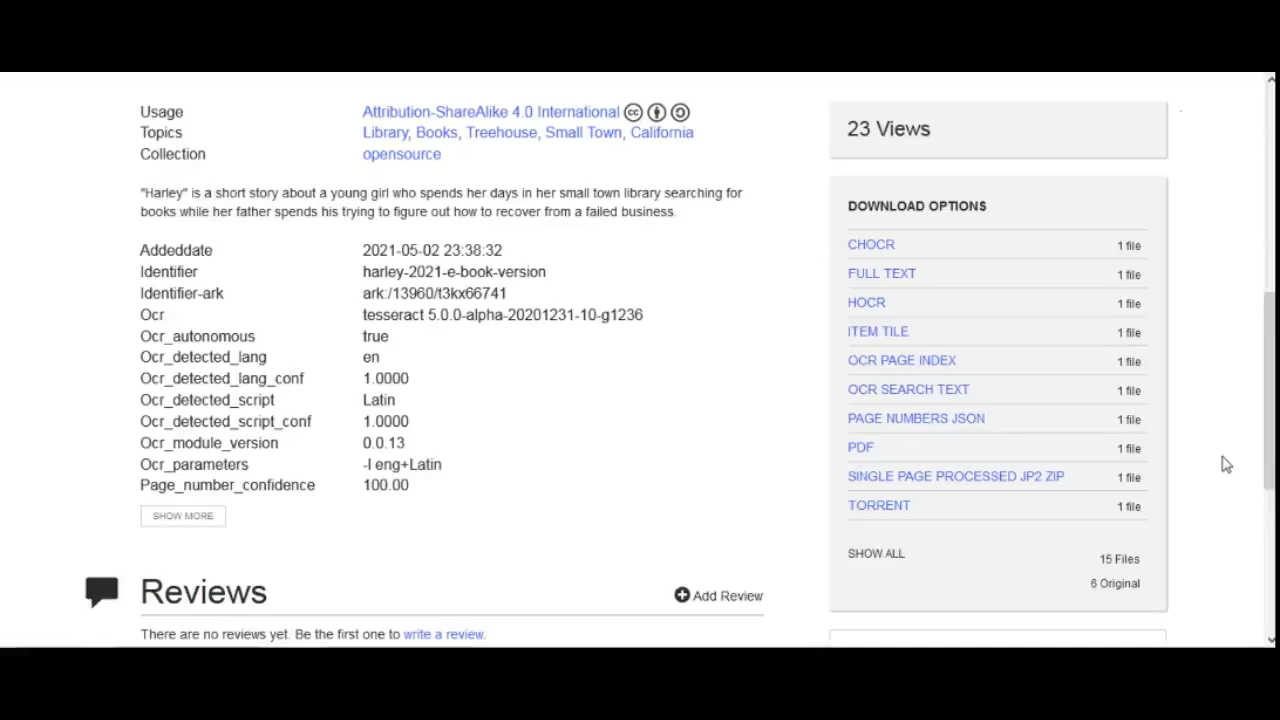 Usage Attribution-ShareAlike 4.0 International
Topics Library, Books, Treehouse, Small Town, California
Collection opensource
"Harley" is a short story about a young girl who spends her days in her small town library searching for
books while her father spends his trying to figure out how to recover from a failed business.
Addeddate 2021-05-02 23:38:32
Identifier harley-2021-e-book-version
Identifier-ark ark:/13960/t3kx66741
Ocr tesseract 5.0.0-alpha-20201231-10-g1236
Ocr_autonomous true
Ocr_detected_lang en
Ocr_detected_lang_conf 1.0000
Ocr_detected_script Latin
Ocr_detected_script_conf 1.0000
Ocr_module_version 0.0.13
Ocr_parameters -l eng+Latin
Page_number_confidence 100.00
SHOW MORE
Reviews
Add Review
There are no reviews yet. Be the first one to write a review.
23 Views
DOWNLOAD OPTIONS
CHOCR 1 file
FULL TEXT 1 file
HOCR 1 file
ITEM TILE 1 file
OCR PAGE INDEX 1 file
OCR SEARCH TEXT 1 file
PAGE NUMBERS JSON 1 file
PDF 1 file
SINGLE PAGE PROCESSED JP2 ZIP 1 file
TORRENT 1 file
SHOW ALL 15 Files
6 Original